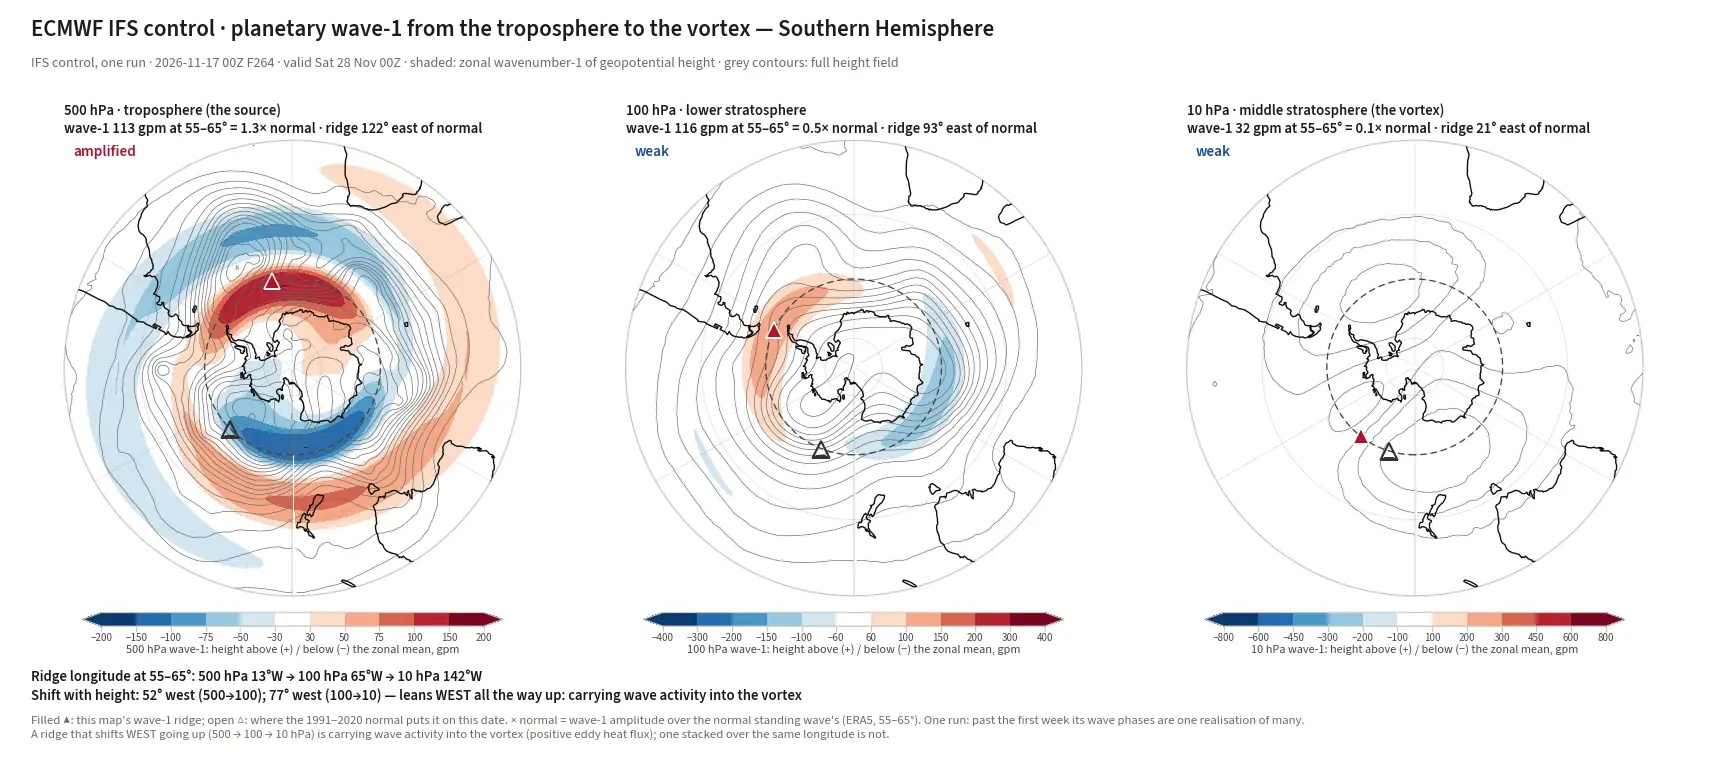 ECMWF IFS control · planetary wave-1 from the troposphere to the vortex — Southern Hemisphere
IFS control, one run · 2026-11-17 00Z F264 · valid Sat 28 Nov 00Z · shaded: zonal wavenumber-1 of geopotential height · grey contours: full height field
500 hPa · troposphere (the source)
wave-1 113 gpm at 55–65° = 1.3× normal · ridge 122° east of normal
amplified
100 hPa · lower stratosphere
wave-1 116 gpm at 55–65° = 0.5× normal · ridge 93° east of normal
weak
10 hPa · middle stratosphere (the vortex)
wave-1 32 gpm at 55–65° = 0.1× normal · ridge 21° east of normal
weak
−200 −150 −100 −75 −50 −30 30 50 75 100 150 200
500 hPa wave-1: height above (+) / below (−) the zonal mean, gpm
−400 −300 −200 −150 −100 −60 60 100 150 200 300 400
100 hPa wave-1: height above (+) / below (−) the zonal mean, gpm
−800 −600 −450 −300 −200 −100 100 200 300 450 600 800
10 hPa wave-1: height above (+) / below (−) the zonal mean, gpm
Ridge longitude at 55–65°: 500 hPa 13°W → 100 hPa 65°W → 10 hPa 142°W
Shift with height: 52° west (500→100); 77° west (100→10) — leans WEST all the way up: carrying wave activity into the vortex
Filled ▲: this map's wave-1 ridge; open △: where the 1991–2020 normal puts it on this date. × normal = wave-1 amplitude over the normal standing wave's (ERA5, 55–65°). One run: past the first week its wave phases are one realisation of many.
A ridge that shifts WEST going up (500 → 100 → 10 hPa) is carrying wave activity into the vortex (positive eddy heat flux); one stacked over the same longitude is not.